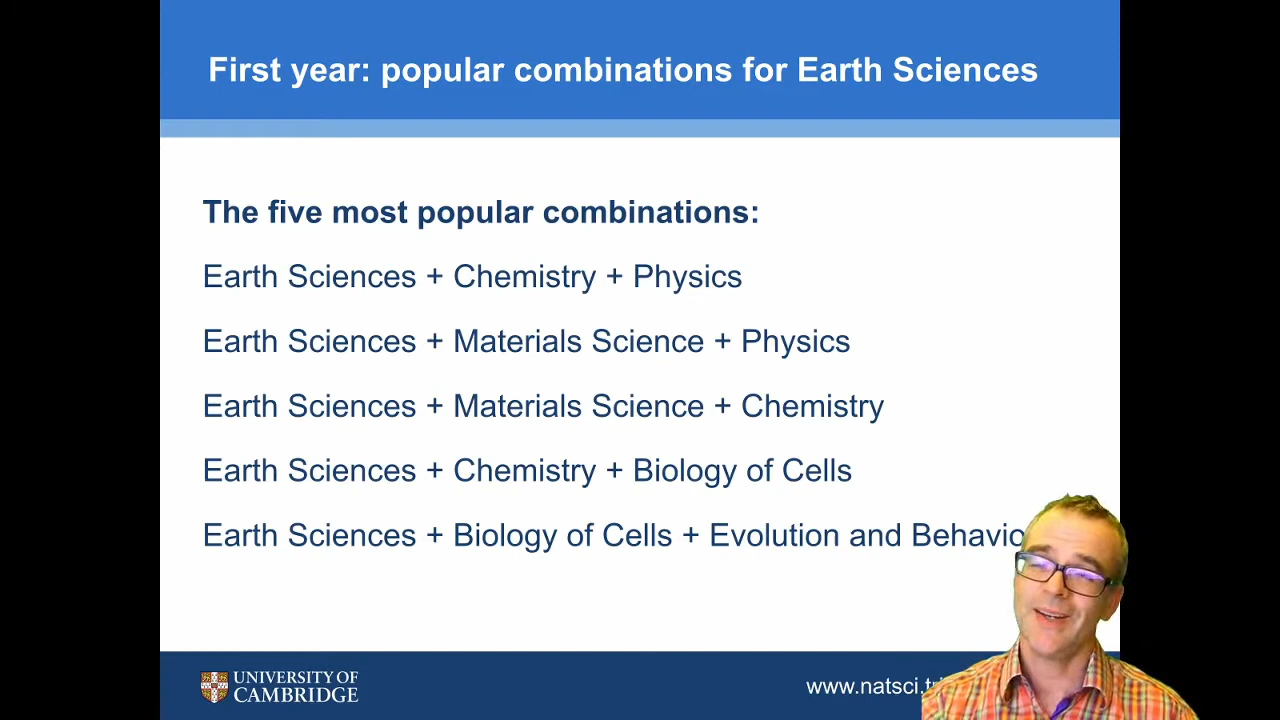 First year: popular combinations for Earth Sciences
The five most popular combinations:
Earth Sciences + Chemistry + Physics
Earth Sciences + Materials Science + Physics
Earth Sciences + Materials Science + Chemistry
Earth Sciences + Chemistry + Biology of Cells
Earth Sciences + Biology of Cells + Evolution and Behavio
UNIVERSITY OF
CAMBRIDGE
www.natsci.tri